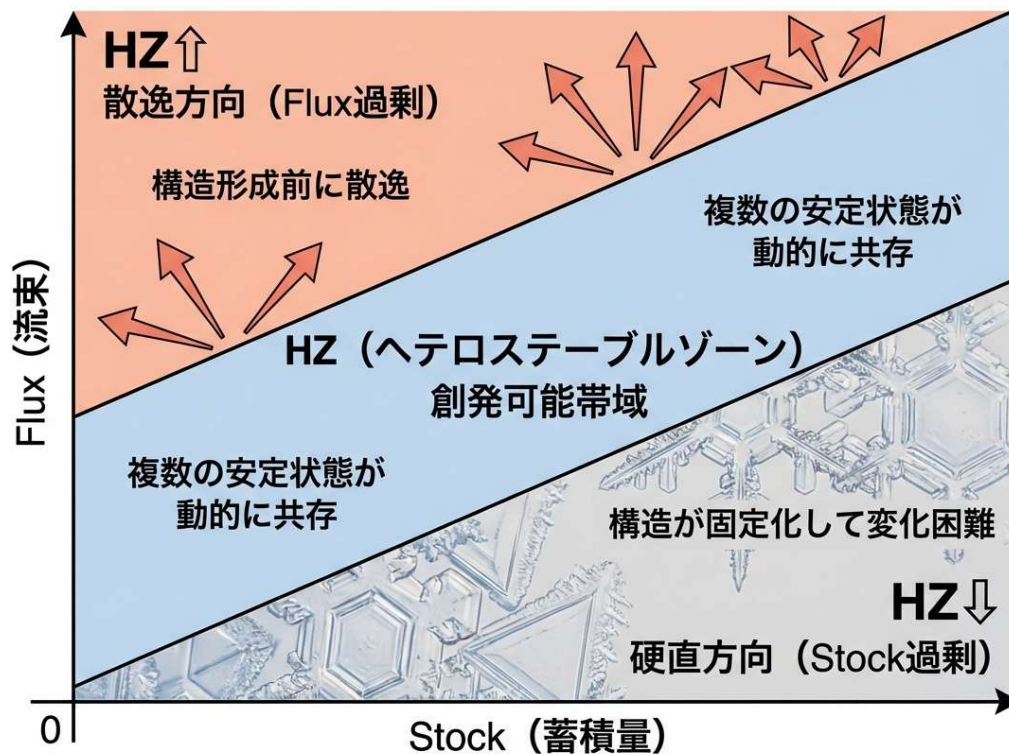 HZ⇧
散逸方向（Flux過剰）
構造形成前に散逸
複数の安定状態が
動的に共存
HZ（ヘテロステーブルゾーン）
創発可能帯域
複数の安定状態が
動的に共存
構造が固定化して変化困難
HZ⇩
硬直方向（Stock過剰）
Flux（流束）
0
Stock（蓄積量）